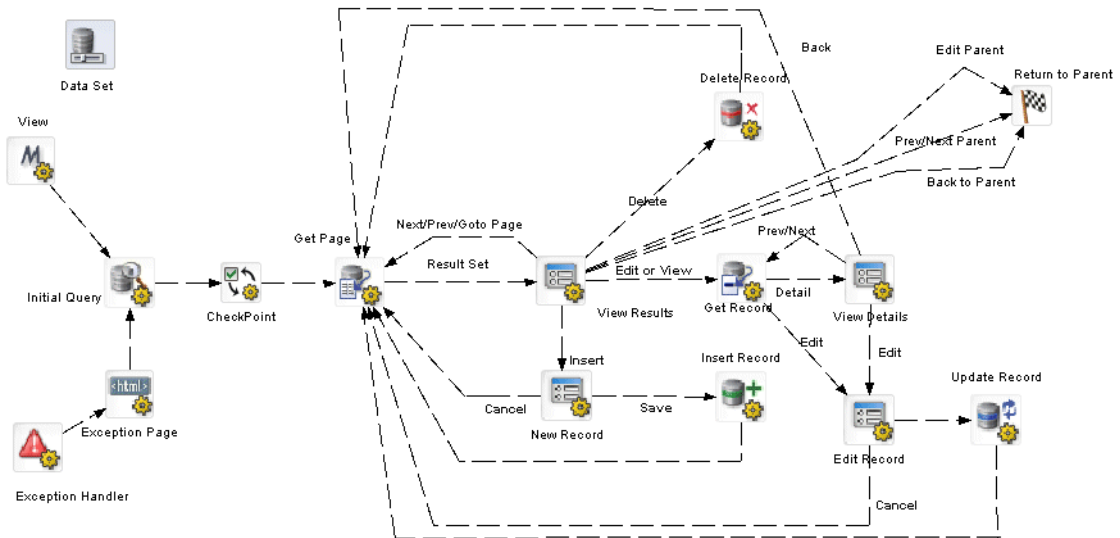 Back
Edit Parent
Delete Record
Return to Parent
Data Set
View
M
Prev/Next Parent
Back to Parent
Delete
Next/Prev/Goto Page
Prev/Next
Get Page
Result Set
Edit or View
Detail
Initial Query
CheckPoint
View Results
Get Record
View Details
Edit
Edit
Insert
Insert Record
Update Record
<html>
Cancel
Save
Exception Page
New Record
Edit Record
Exception Handler
Cancel